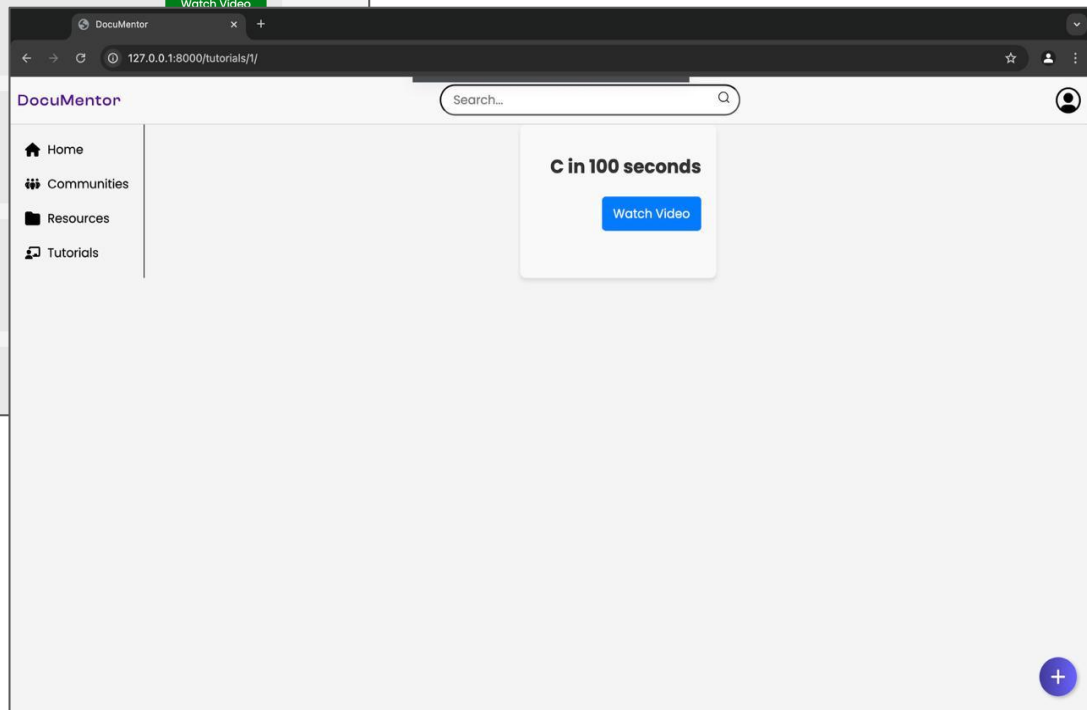 Watch Video
DocuMentor
127.0.0.1:8000/tutorials/1/
DocuMentor
Search...
Home
Communities
Resources
Tutorials
C in 100 seconds
Watch Video